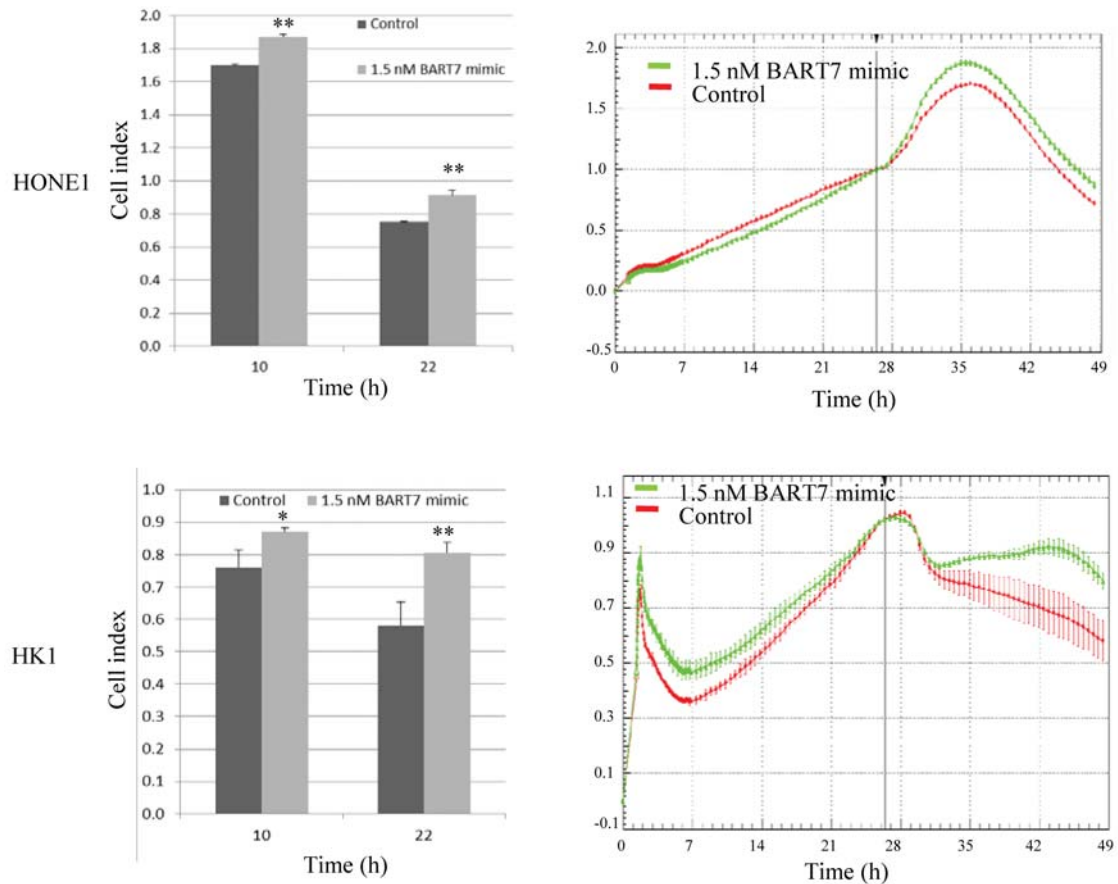 HONE1
Cell index
2.0
1.8
1.6
1.4
1.2
1.0
0.8
0.6
0.4
0.2
0.0
**
Control
1.5 nM BART7 mimic
**
10 22
Time (h)
2.0
1.5
1.0
0.5
0.0
-0.5
1.5 nM BART7 mimic
Control
0 7 14 21 28 35 42 49
Time (h)
HK1
Cell index
1.0
0.9
0.8
0.7
0.6
0.5
0.4
0.3
0.2
0.1
0.0
Control 1.5 nM BART7 mimic
*
**
10 22
Time (h)
1.1
0.9
0.7
0.5
0.3
0.1
-0.1
1.5 nM BART7 mimic
Control
0 7 14 21 28 35 42 49
Time (h)